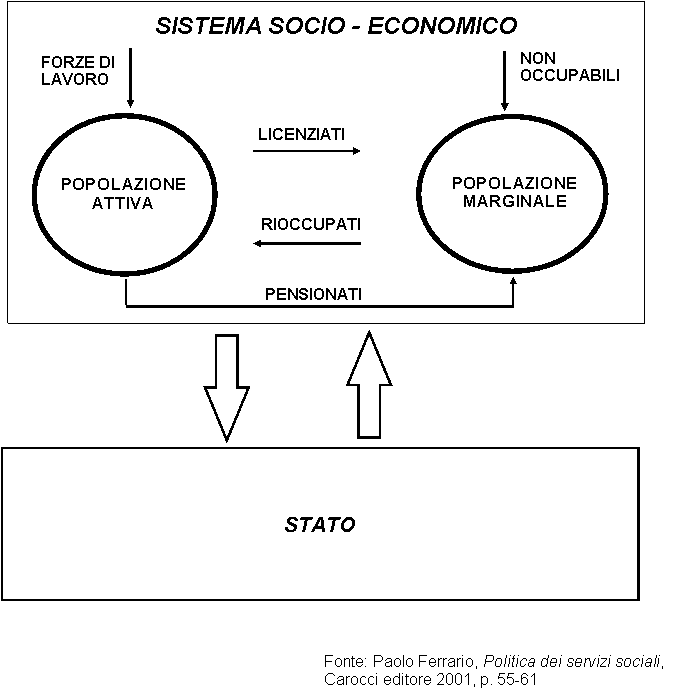 SISTEMA SOCIO - ECONOMICO
FORZE DI
LAVORO
NON
OCCUPABILI
LICENZIATI
POPOLAZIONE
ATTIVA
POPOLAZIONE
MARGINALE
RIOCCUPATI
PENSIONATI
STATO
Fonte: Paolo Ferrario, Politica dei servizi sociali,
Carocci editore 2001, p. 55-61